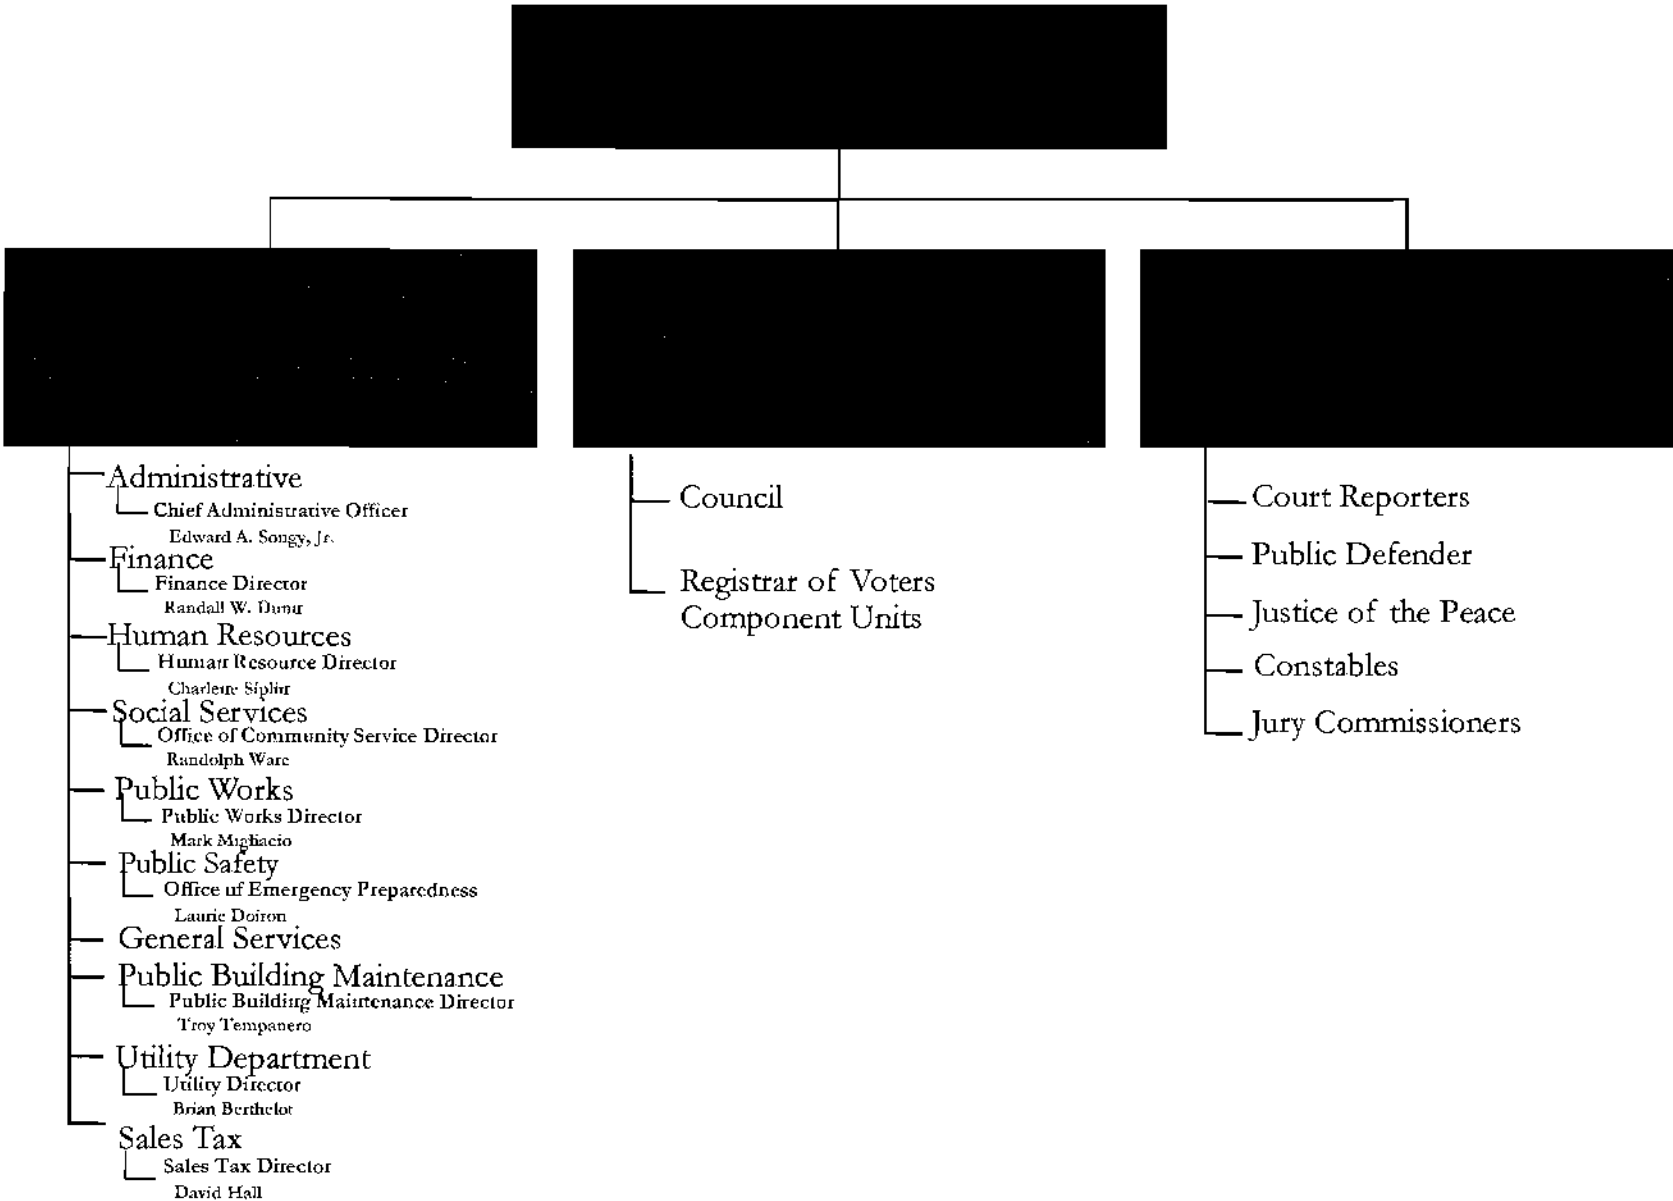 Administrative
Chief Administrative Officer
Edward A. Songy, Jr.
Finance
Finance Director
Randall W.
Human Resources
Human Resource Director
Charlene
Social Services
Office of Community Service Director
Randolph Ware
Public Works
Public Works Director
Mark Migliacio
Public Safety
Office of Emergency Preparedness
Laurie Doiron
General Services
Public Building Maintenance
Public Building Maintenance Director
Troy Tempanero
Utility Department
Utility Director
Brian Berthelot
Sales Tax
Sales Tax Director
David Hall
Council
Registrar of Voters
Component Units
Court Reporters
Public Defender
Justice of the Peace
Constables
Jury Commissioners